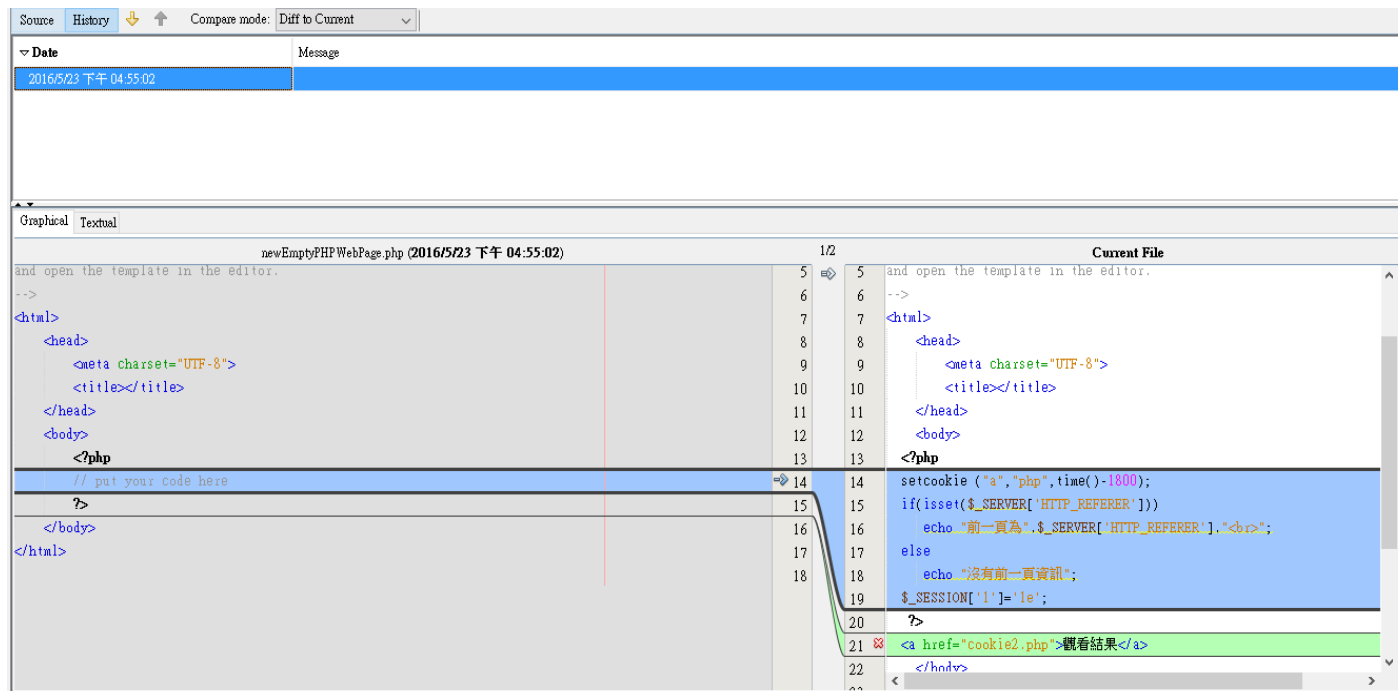 Source History Compare mode: Diff to Current
Date Message
2016/5/23 下午 04:55:02
Graphical Textual
newEmptyPHPWebPage.php (2016/5/23 下午 04:55:02) 1/2 Current File
and open the template in the editor. 5 5 and open the template in the editor.
--> 6 6 -->
<html> 7 7 <html>
<head> 8 8 <head>
<meta charset="UTF-8"> 9 9 <meta charset="UTF-8">
<title></title> 10 10 <title></title>
</head> 11 11 </head>
<body> 12 12 <body>
<?php 13 13 <?php
// put your code here 14 14 setcookie ("a","php",time()-1800);
?> 15 15 if(isset($_SERVER['HTTP_REFERER']))
</body> 16 16 echo "前一頁為".$_SERVER['HTTP_REFERER']."<br>";
</html> 17 17 else
18 18 echo "沒有前一頁資訊";
19 $_SESSION['l']='le';
20 ?>
21 <a href="cookie2.php">觀看結果</a>
22 </body>